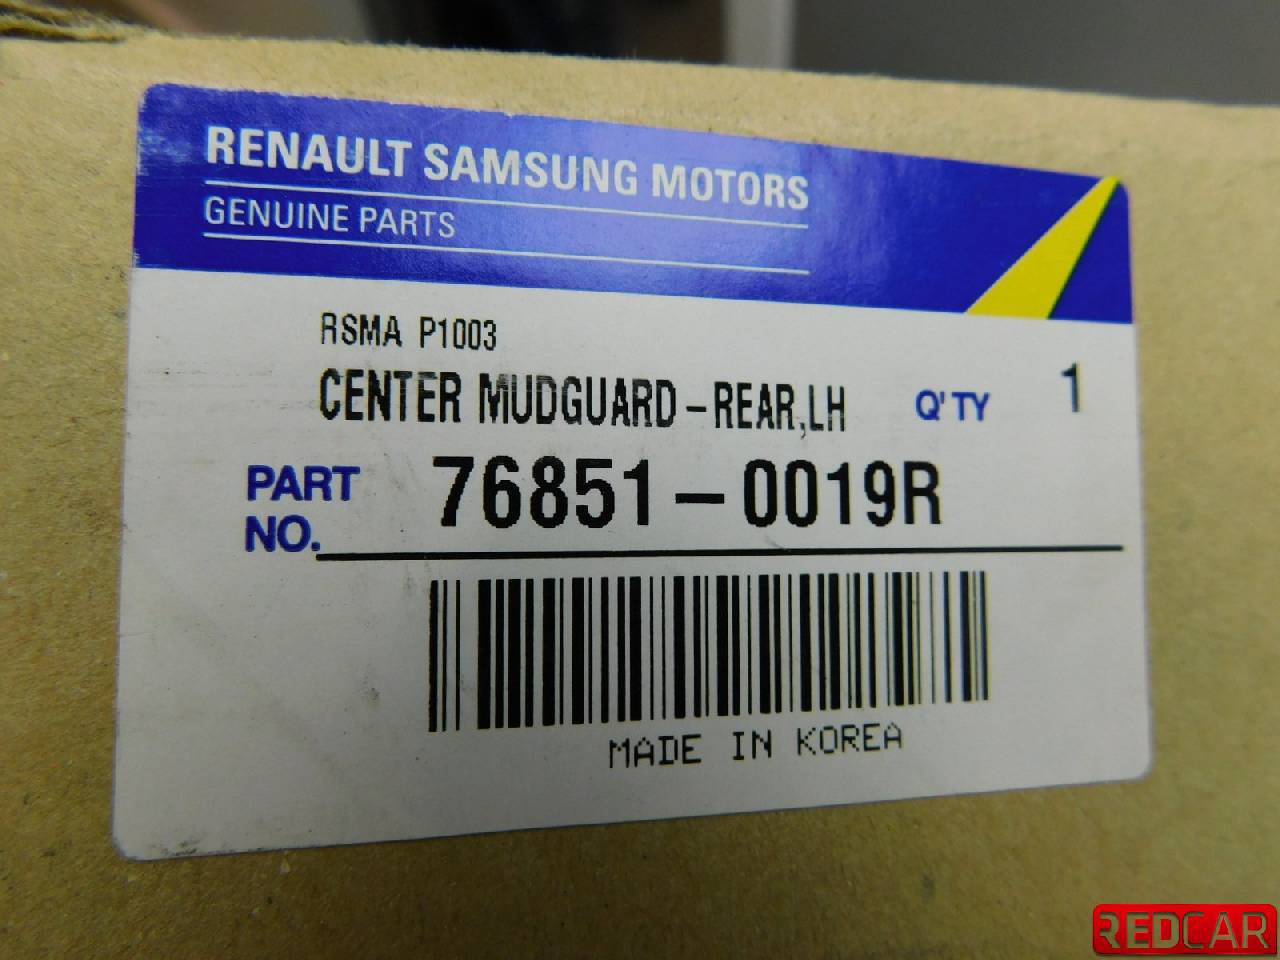 RENAULT SAMSUNG MOTORS
GENUINE PARTS
RSMA P1003
CENTER MUDGUARD-REAR,LH
Q'TY 1
PART NO. 76851-0019R
MADE IN KOREA
REDCAR